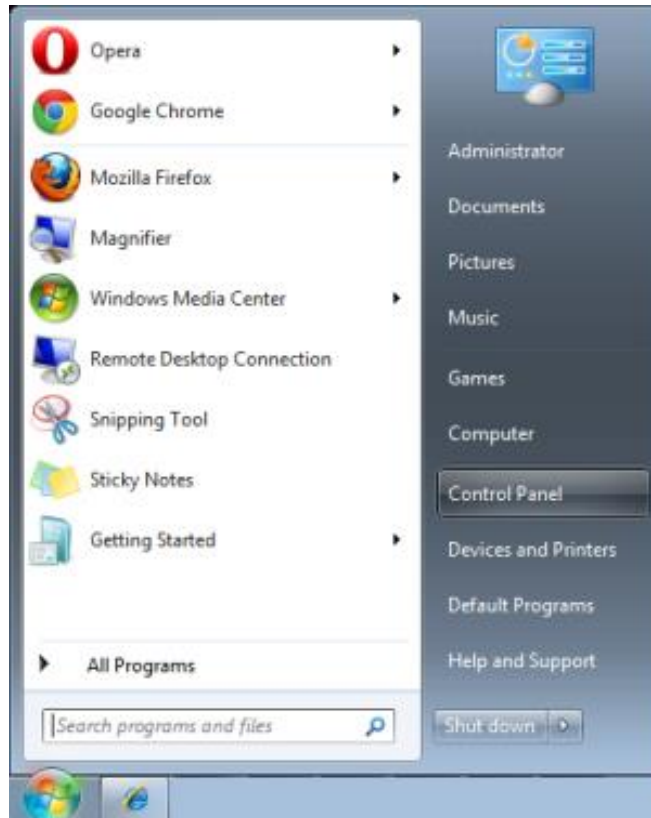 Opera
Google Chrome
Mozilla Firefox
Magnifier
Windows Media Center
Remote Desktop Connection
Snipping Tool
Sticky Notes
Getting Started
All Programs
Search programs and files
Administrator
Documents
Pictures
Music
Games
Computer
Control Panel
Devices and Printers
Default Programs
Help and Support
Shut down